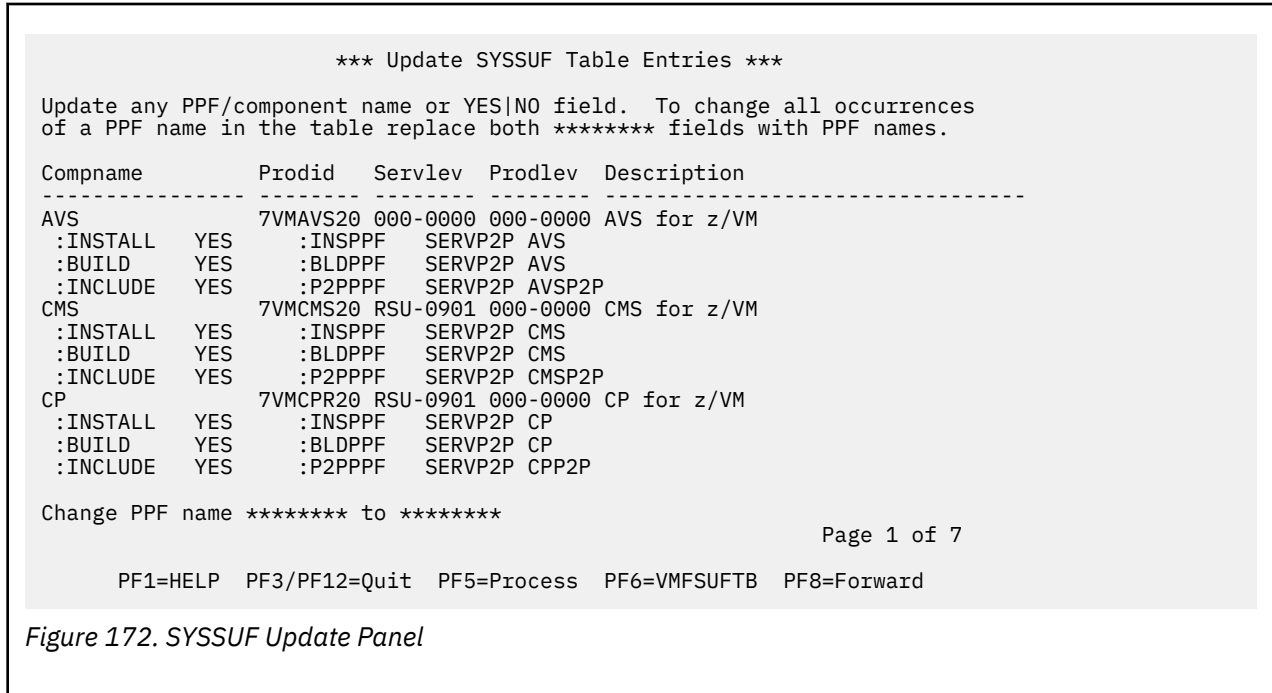 *** Update SYSSUF Table Entries ***
Update any PPF/component name or YES|NO field. To change all occurrences
of a PPF name in the table replace both ******** fields with PPF names.
Compname Prodid Servlev Prodlev Description
---------------- -------- -------- -------- ---------------------------------
AVS 7VMAVS20 000-0000 000-0000 AVS for z/VM
:INSTALL YES :INSPPF SERVP2P AVS
:BUILD YES :BLDPPF SERVP2P AVS
:INCLUDE YES :P2PPPF SERVP2P AVSP2P
CMS 7VMCMS20 RSU-0901 000-0000 CMS for z/VM
:INSTALL YES :INSPPF SERVP2P CMS
:BUILD YES :BLDPPF SERVP2P CMS
:INCLUDE YES :P2PPPF SERVP2P CMSP2P
CP 7VMCPR20 RSU-0901 000-0000 CP for z/VM
:INSTALL YES :INSPPF SERVP2P CP
:BUILD YES :BLDPPF SERVP2P CP
:INCLUDE YES :P2PPPF SERVP2P CPP2P
Change PPF name ******** to ********
Page 1 of 7
PF1=HELP PF3/PF12=Quit PF5=Process PF6=VMFSUFTB PF8=Forward
Figure 172. SYSSUF Update Panel